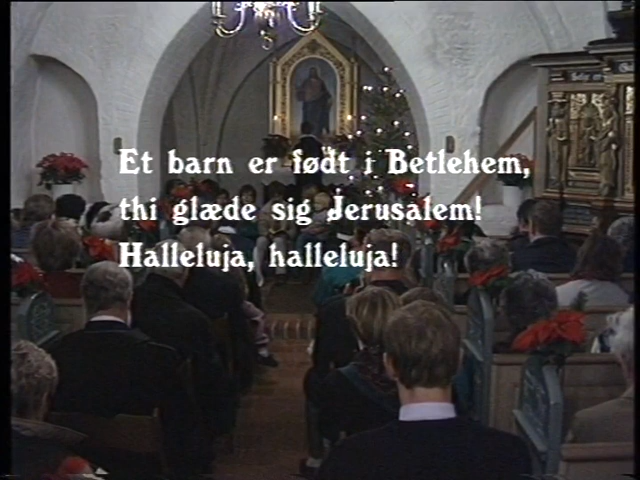 Et barn er født i Betlehem,
thi glæde sig Jerusalem!
Halleluja, halleluja!